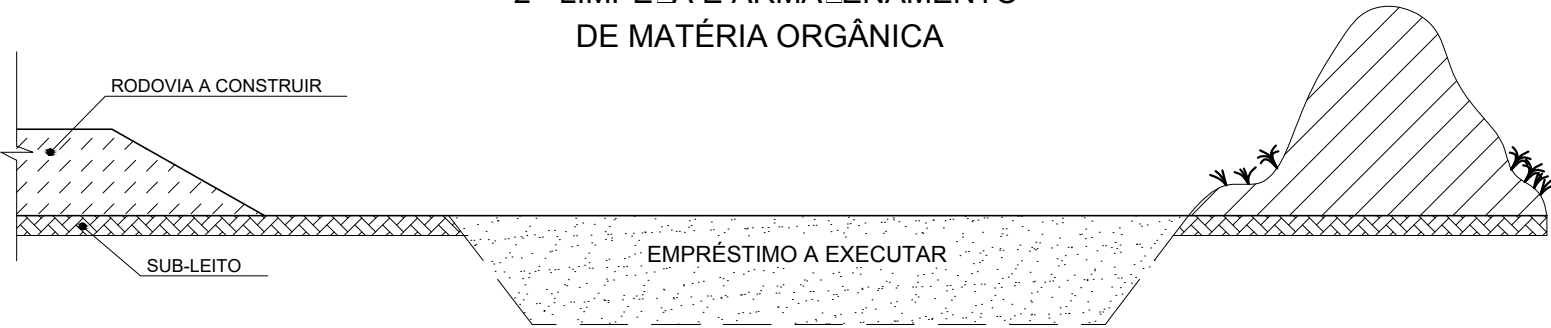 DE MATÉRIA ORGÂNICA
RODOVIA A CONSTRUIR
EMPRÉSTIMO A EXECUTAR
SUB-LEITO